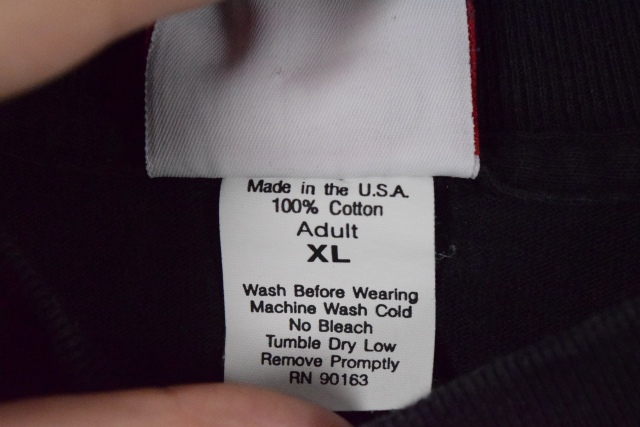 Made in the U.S.A.
100% Cotton
Adult
XL
Wash Before Wearing
Machine Wash Cold
No Bleach
Tumble Dry Low
Remove Promptly
RN 90163